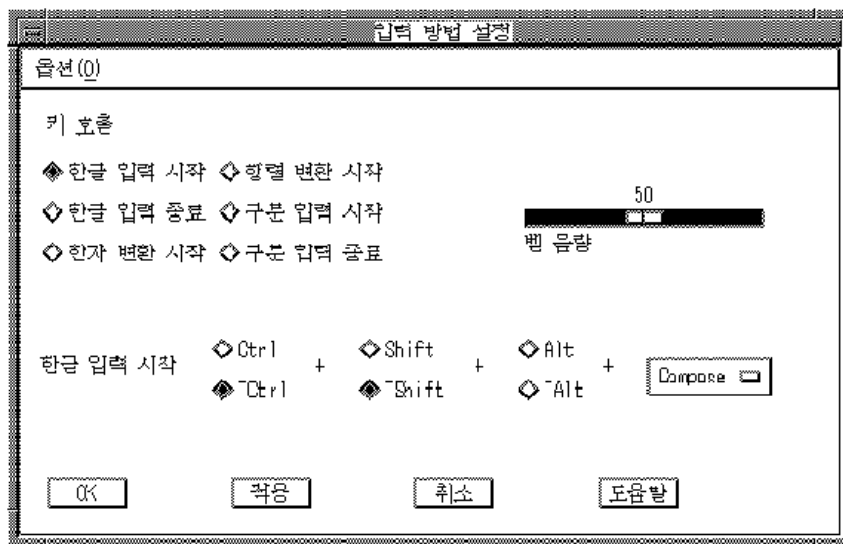 입력 방법 설정
옵션(O)
키 호출
한글 입력 시작 항렬 변환 시작
한글 입력 종료 구분 입력 시작
한자 변환 시작 구분 입력 종료
50
벨 음량
한글 입력 시작
Ctrl + Shift + Alt +
~Ctrl ~Shift ~Alt
Compose
OK 적용 취소 도움말